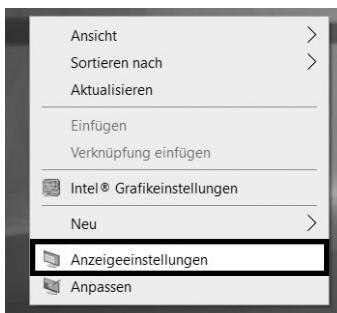 Ansicht
Sortieren nach
Aktualisieren
Einfügen
Verknüpfung einfügen
Intel® Grafikeinstellungen
Neu
Anzeigeeinstellungen
Anpassen